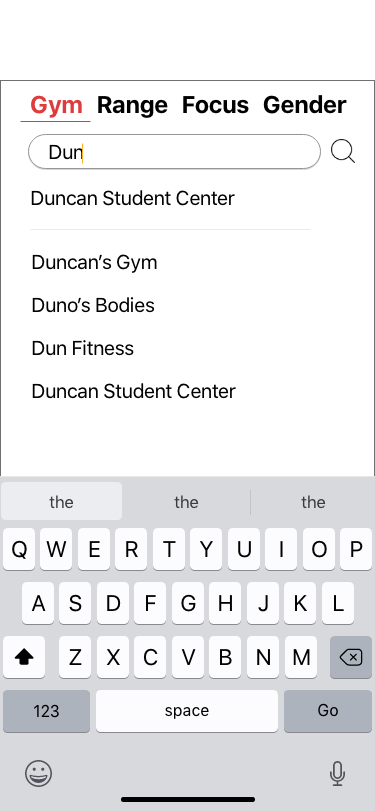 Gym Range Focus Gender
Dun
Duncan Student Center
Duncan’s Gym
Duno’s Bodies
Dun Fitness
Duncan Student Center
the the the
Q W E R T Y U I O P
A S D F G H J K L
Z X C V B N M
123 space Go